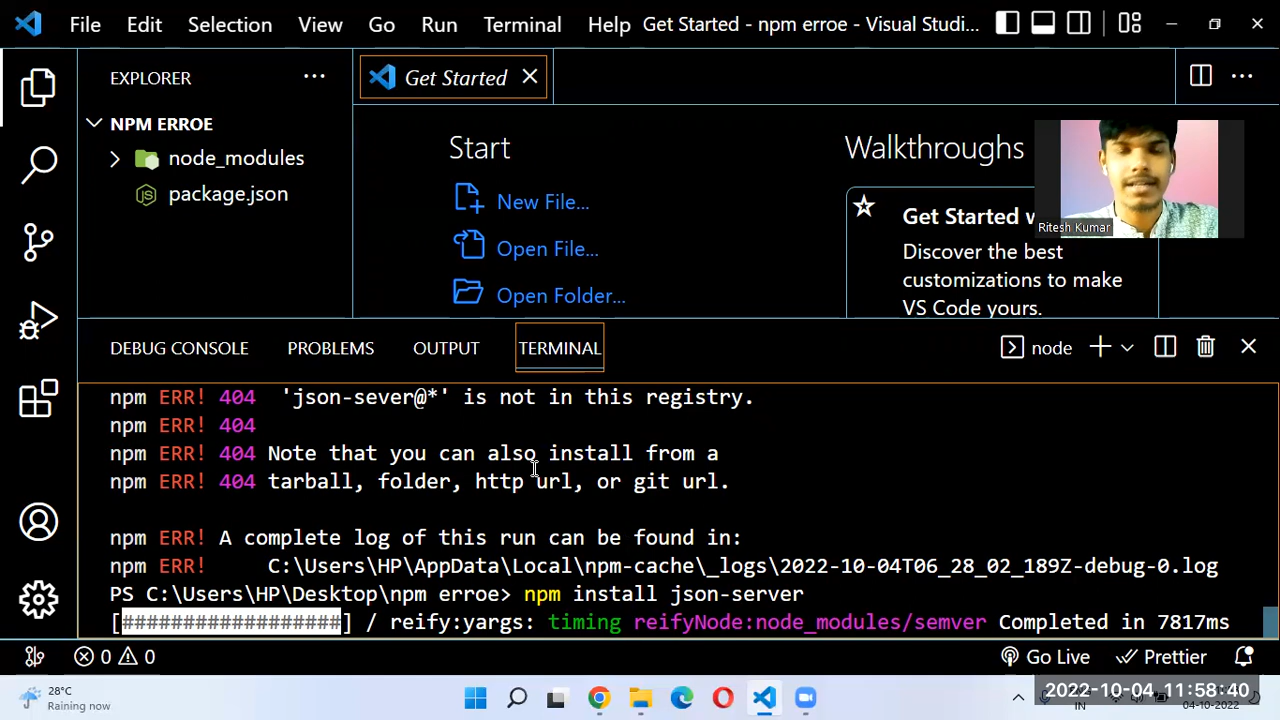 File Edit Selection View Go Run Terminal Help Get Started - npm erroe - Visual Studi...
EXPLORER
Get Started
NPM ERROE
node_modules
package.json
Start
New File...
Open File...
Open Folder...
Walkthroughs
Get Started w
Discover the best
customizations to make
VS Code yours.
Ritesh Kumar
DEBUG CONSOLE PROBLEMS OUTPUT TERMINAL node
npm ERR! 404  'json-sever@*' is not in this registry.
npm ERR! 404
npm ERR! 404 Note that you can also install from a
npm ERR! 404 tarball, folder, http url, or git url.
npm ERR! A complete log of this run can be found in:
npm ERR!     C:\Users\HP\AppData\Local\npm-cache\_logs\2022-10-04T06_28_02_189Z-debug-0.log
PS C:\Users\HP\Desktop\npm erroe> npm install json-server
[##################] / reify:yargs: timing reifyNode:node_modules/semver Completed in 7817ms
0 0 Go Live Prettier
28°C
Raining now
IN
2022-10-04 11:58:40
04-10-2022